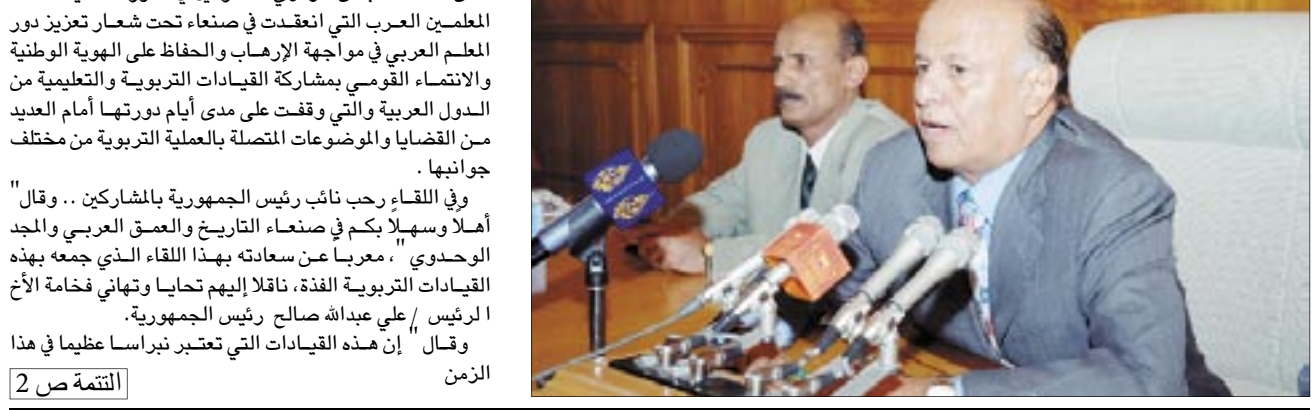 المعلمين العرب التي انعقدت في صنعاء تحت شعار تعزيز دور
المعلم العربي في مواجهة الإرهاب والحفاظ على الهوية الوطنية
والانتماء القومي بمشاركة القيادات التربوية والتعليمية من
الدول العربية والتي وقفت على مدى أيام دورتها أمام العديد
من القضايا والموضوعات المتصلة بالعملية التربوية من مختلف
جوانبها .
وفي اللقاءٍ رحب نائب رئيس الجمهورية بالمشاركين .. وقال"
أهلاً وسهلاً بكم في صنعاء التاريخ والعمق العربي والمجد
الوحدوي"، معرباً عن سعادته بهذا اللقاء الذي جمعه بهذه
القيادات التربوية الفذة، ناقلا إليهم تحايا وتهاني فخامة الأخ
ا لرئيس / علي عبدالله صالح رئيس الجمهورية.
وقال " إن هذه القيادات التي تعتبر نبراسا عظيما في هذا
الزمن
التتمة ص 2